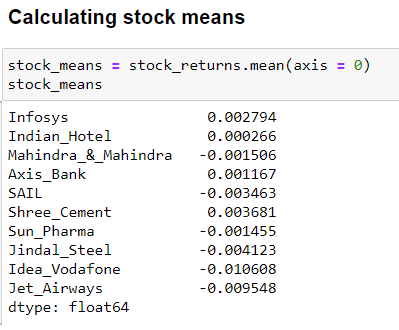 Calculating stock means
stock_means = stock_returns.mean(axis = 0)
stock_means
Infosys 0.002794
Indian_Hotel 0.000266
Mahindra_&_Mahindra -0.001506
Axis_Bank 0.001167
SAIL -0.003463
Shree_Cement 0.003681
Sun_Pharma -0.001455
Jindal_Steel -0.004123
Idea_Vodafone -0.010608
Jet_Airways -0.009548
dtype: float64